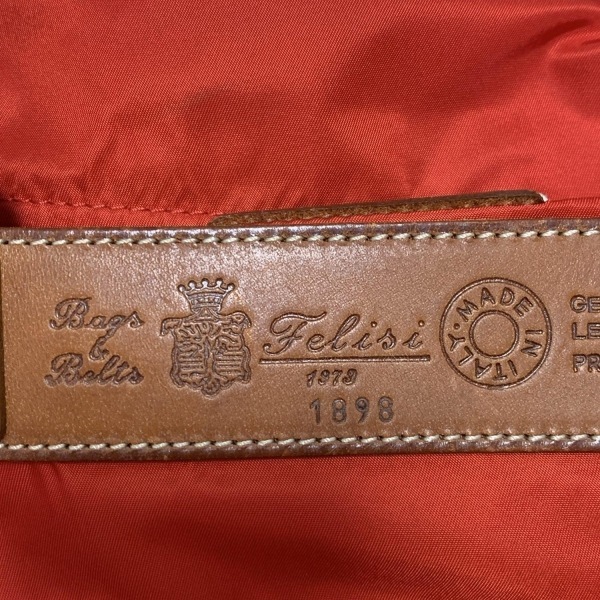 Bags
&
Belts
Felisi
1973
1898
MADE IN ITALY
GE
LE
PR